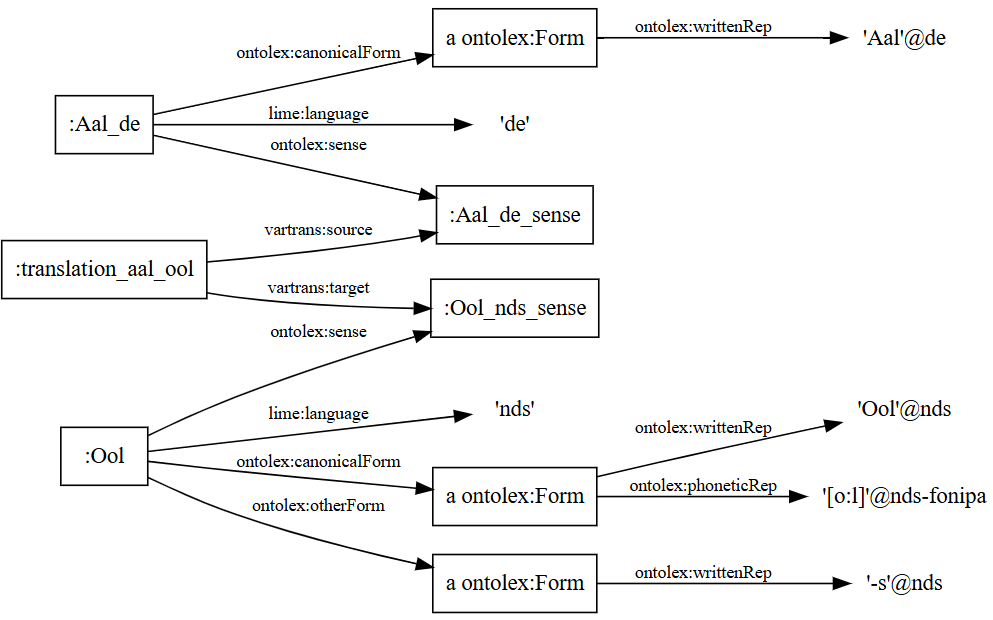 ontolex:canonicalForm
a ontolex:Form
ontolex:writtenRep
'Aal'@de
:Aal_de
lime:language
'de'
ontolex:sense
:Aal_de_sense
vartrans:source
:translation_aal_ool
vartrans:target
:Ool_nds_sense
ontolex:sense
lime:language
'nds'
:Ool
ontolex:canonicalForm
a ontolex:Form
ontolex:writtenRep
'Ool'@nds
ontolex:phoneticRep
'[o:l]'@nds-fonipa
ontolex:otherForm
a ontolex:Form
ontolex:writtenRep
'-s'@nds